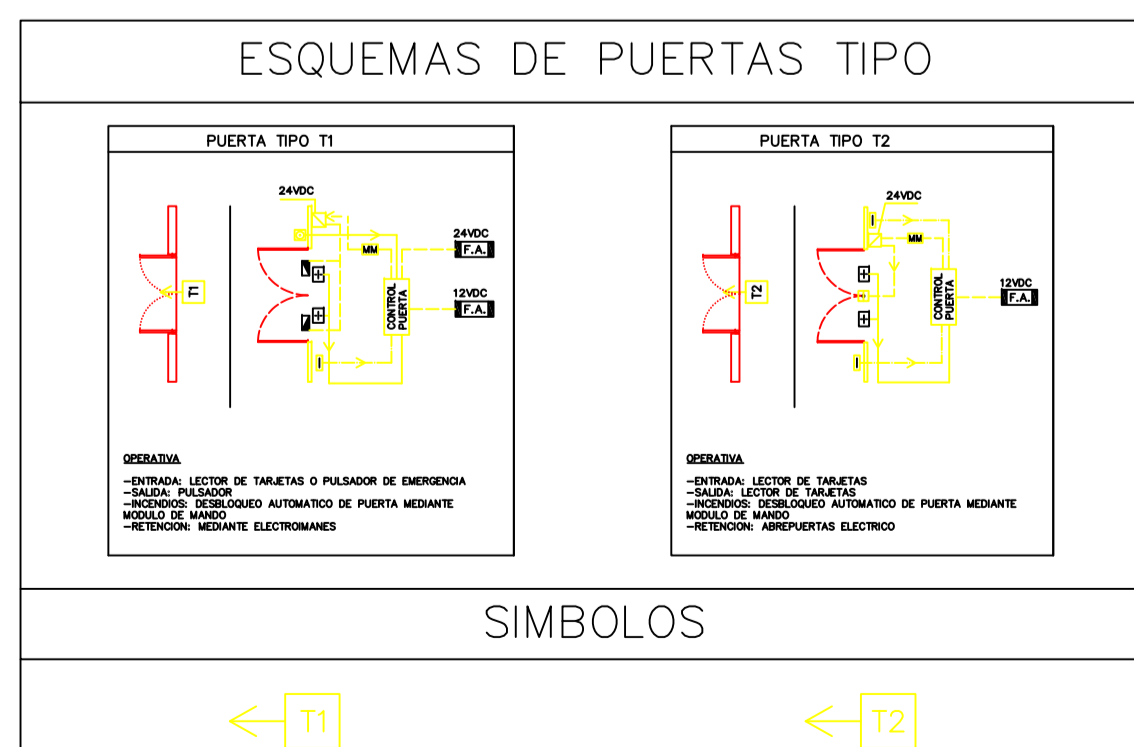 ESQUEMAS DE PUERTAS TIPO
PUERTA TIPO T1
24VDC
24VDC
MM
F.A.
T1
12VDC
CONTROL
PUERTA
F.A.
OPERATIVA
-ENTRADA: LECTOR DE TARJETAS O PULSADOR DE EMERGENCIA
-SALIDA: PULSADOR
-INCENDIOS: DESBLOQUEO AUTOMATICO DE PUERTA MEDIANTE
MODULO DE MANDO
-RETENCION: MEDIANTE ELECTROIMANES
PUERTA TIPO T2
24VDC
MM
T2
12VDC
CONTROL
PUERTA
F.A.
OPERATIVA
-ENTRADA: LECTOR DE TARJETAS
-SALIDA: LECTOR DE TARJETAS
-INCENDIOS: DESBLOQUEO AUTOMATICO DE PUERTA MEDIANTE
MODULO DE MANDO
-RETENCION: ABREPUERTAS ELECTRICO
SIMBOLOS
T1
T2